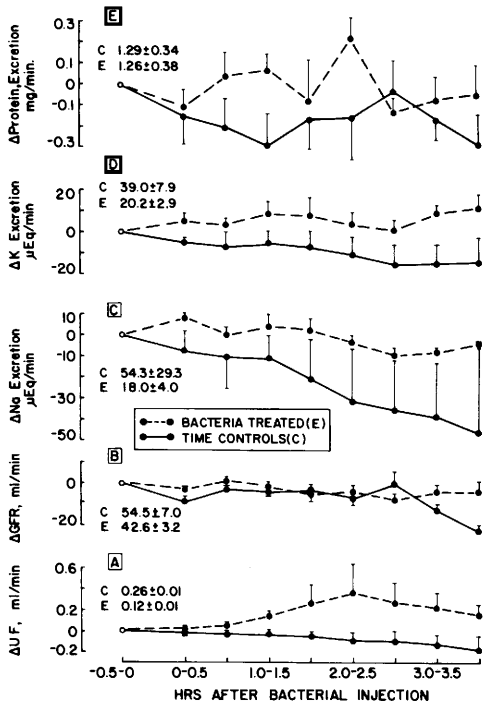 E
0.3
0.1
0
-0.1
-0.3
ΔProtein, Excretion
mg/min.
C 1.29±0.34
E 1.26±0.38
D
20
0
-20
ΔK Excretion
µEq/min
C 39.0±7.9
E 20.2±2.9
C
10
0
-10
-30
-50
ΔNa Excretion
µEq/min
C 54.3±29.3
E 18.0±4.0
BACTERIA TREATED(E)
TIME CONTROLS(C)
B
0
-20
ΔGFR, ml/min
C 54.5±7.0
E 42.6±3.2
A
0.6
0.2
0
-0.2
ΔUF, ml/min
C 0.26±0.01
E 0.12±0.01
-0.5-0 0-0.5 1.0-1.5 2.0-2.5 3.0-3.5
HRS AFTER BACTERIAL INJECTION